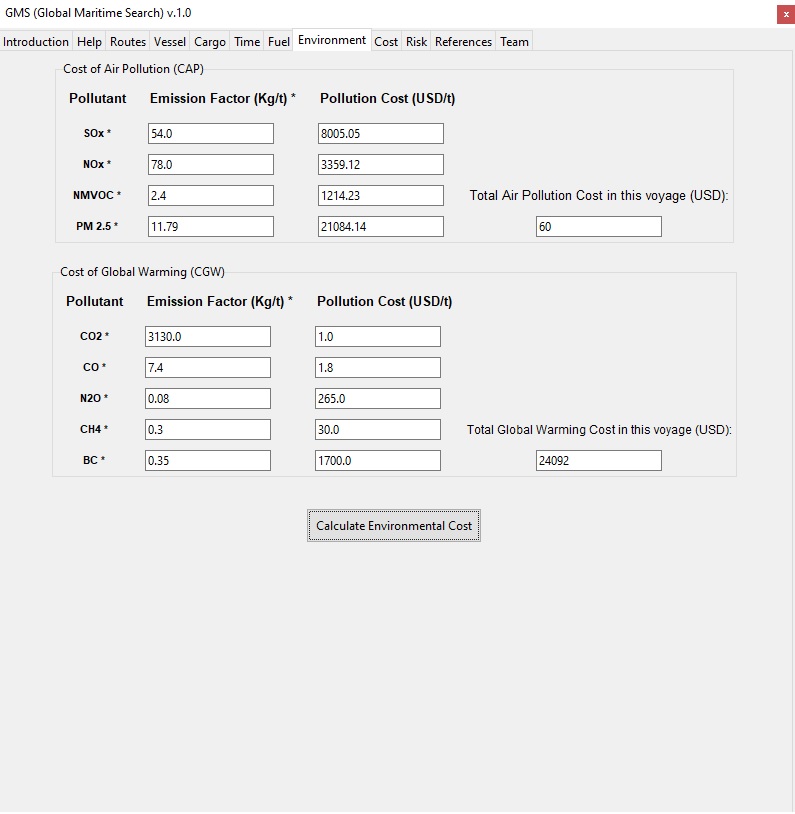 GMS (Global Maritime Search) v.1.0
x
Introduction Help Routes Vessel Cargo Time Fuel Environment Cost Risk References Team
Cost of Air Pollution (CAP)
Pollutant Emission Factor (Kg/t) * Pollution Cost (USD/t)
SOx * 54.0 8005.05
NOx * 78.0 3359.12
NMVOC * 2.4 1214.23 Total Air Pollution Cost in this voyage (USD):
PM 2.5 * 11.79 21084.14 60
Cost of Global Warming (CGW)
Pollutant Emission Factor (Kg/t) * Pollution Cost (USD/t)
CO2 * 3130.0 1.0
CO * 7.4 1.8
N2O * 0.08 265.0
CH4 * 0.3 30.0 Total Global Warming Cost in this voyage (USD):
BC * 0.35 1700.0 24092
Calculate Environmental Cost